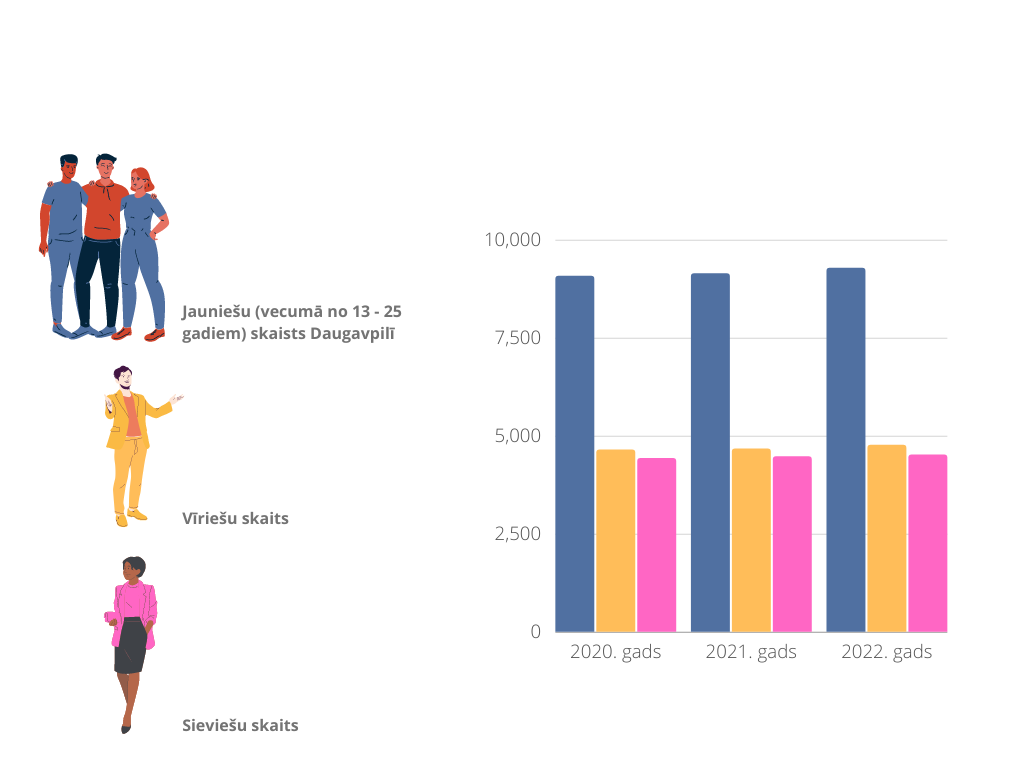 Jauniešu (vecumā no 13 - 25
gadiem) skaists Daugavpilī
Vīriešu skaits
Sieviešu skaits
10,000
7,500
5,000
2,500
0
2020. gads
2021. gads
2022. gads